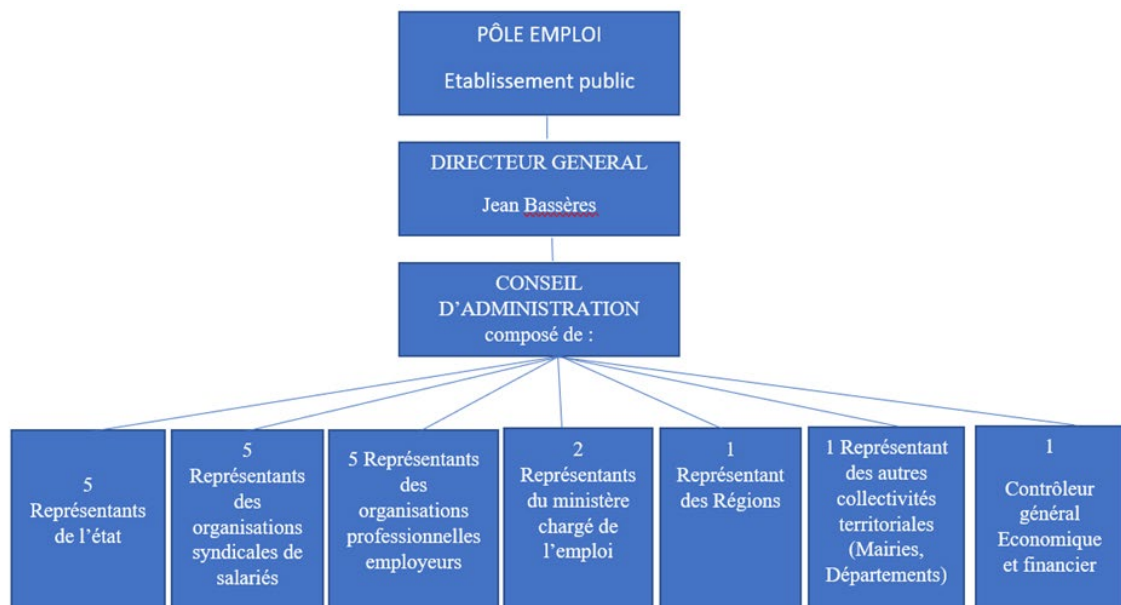 PÔLE EMPLOI
Etablissement public
DIRECTEUR GENERAL
Jean Bassères
CONSEIL
D'ADMINISTRATION
composé de :
5
Représentants
de l'état
5
Représentants
des
organisations
syndicales de
salariés
5 Représentants
des
organisations
professionnelles
employeurs
2
Représentants
du ministère
chargé de
l'emploi
1
Représentant
des Régions
1 Représentant
des autres
collectivités
territoriales
(Mairies,
Départements)
1
Contrôleur
général
Economique
et financier